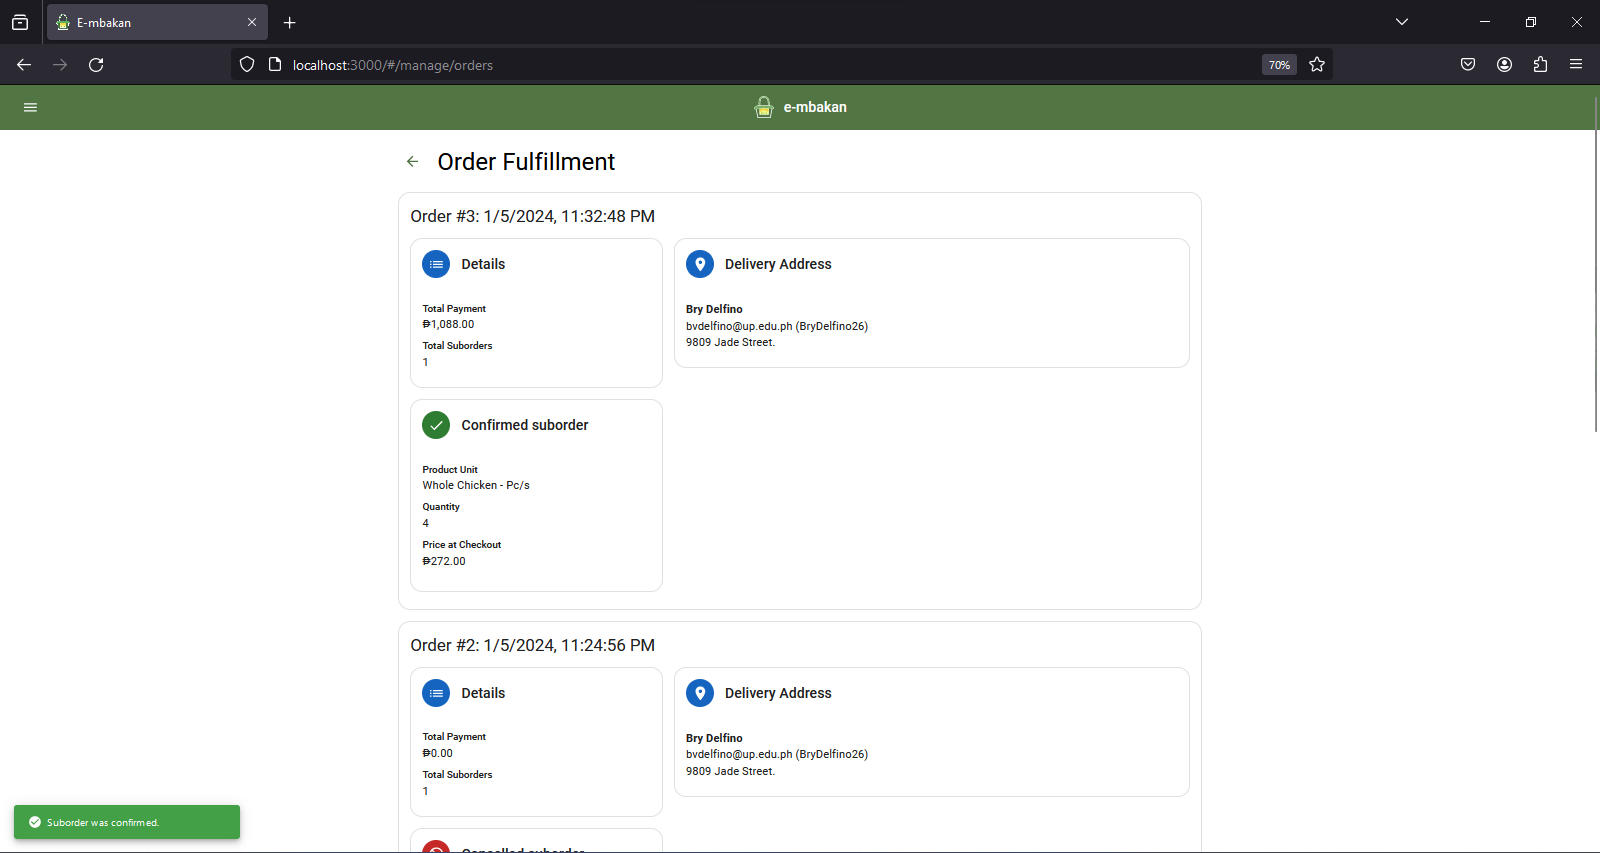 E-mbakan
localhost:3000/#/manage/orders
70%
e-mbakan
Order Fulfillment
Order #3: 1/5/2024, 11:32:48 PM
Details
Total Payment
₱1,088.00
Total Suborders
1
Delivery Address
Bry Delfino
bvdelfino@up.edu.ph (BryDelfino26)
9809 Jade Street.
Confirmed suborder
Product Unit
Whole Chicken - Pc/s
Quantity
4
Price at Checkout
₱272.00
Order #2: 1/5/2024, 11:24:56 PM
Details
Total Payment
₱0.00
Total Suborders
1
Delivery Address
Bry Delfino
bvdelfino@up.edu.ph (BryDelfino26)
9809 Jade Street.
Cancelled suborder
Suborder was confirmed.